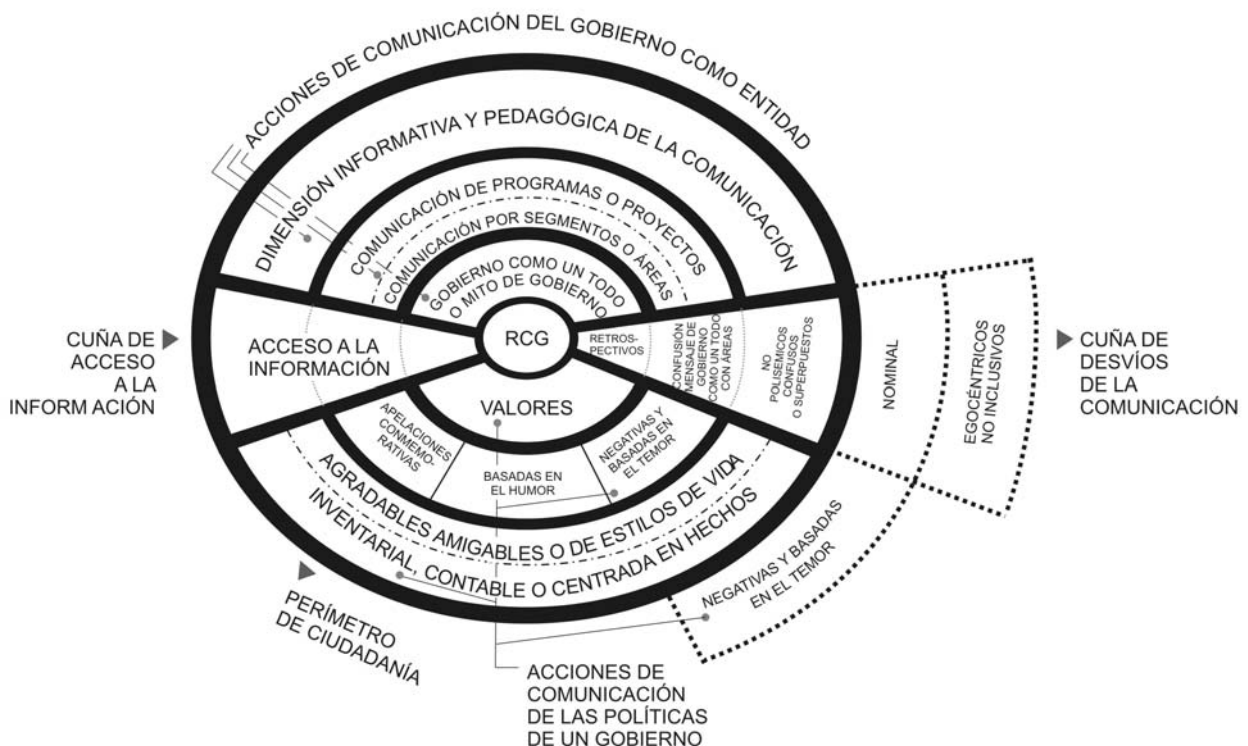 ACCIONES DE COMUNICACIÓN DEL GOBIERNO COMO ENTIDAD
DIMENSIÓN INFORMATIVA Y PEDAGÓGICA DE LA COMUNICACIÓN
COMUNICACIÓN DE PROGRAMAS O PROYECTOS
COMUNICACIÓN POR SEGMENTOS O ÁREAS
GOBIERNO COMO UN TODO
O MITO DE GOBIERNO
RCG
CUÑA DE
ACCESO
A LA
INFORM ACIÓN
ACCESO A LA
INFORMACIÓN
RETROS-
PECTIVOS
CONFUSIÓN
MENSAJE DE
GOBIERNO
COMO UN TODO
CON ÁREAS
NO
POLISEMICOS
CONFUSOS
O SUPERPUESTOS
NOMINAL
EGOCÉNTRICOS
NO INCLUSIVOS
CUÑA DE
DESVÍOS
DE LA
COMUNICACIÓN
VALORES
APELACIONES
CONMEMO-
RATIVAS
BASADAS EN
EL HUMOR
NEGATIVAS Y
BASADAS EN
EL TEMOR
AGRADABLES AMIGABLES O DE ESTILOS DE VIDA
INVENTARIAL, CONTABLE O CENTRADA EN HECHOS
NEGATIVAS Y BASADAS
EN EL TEMOR
PERÍMETRO
DE CIUDADANÍA
ACCIONES DE
COMUNICACIÓN
DE LAS POLÍTICAS
DE UN GOBIERNO